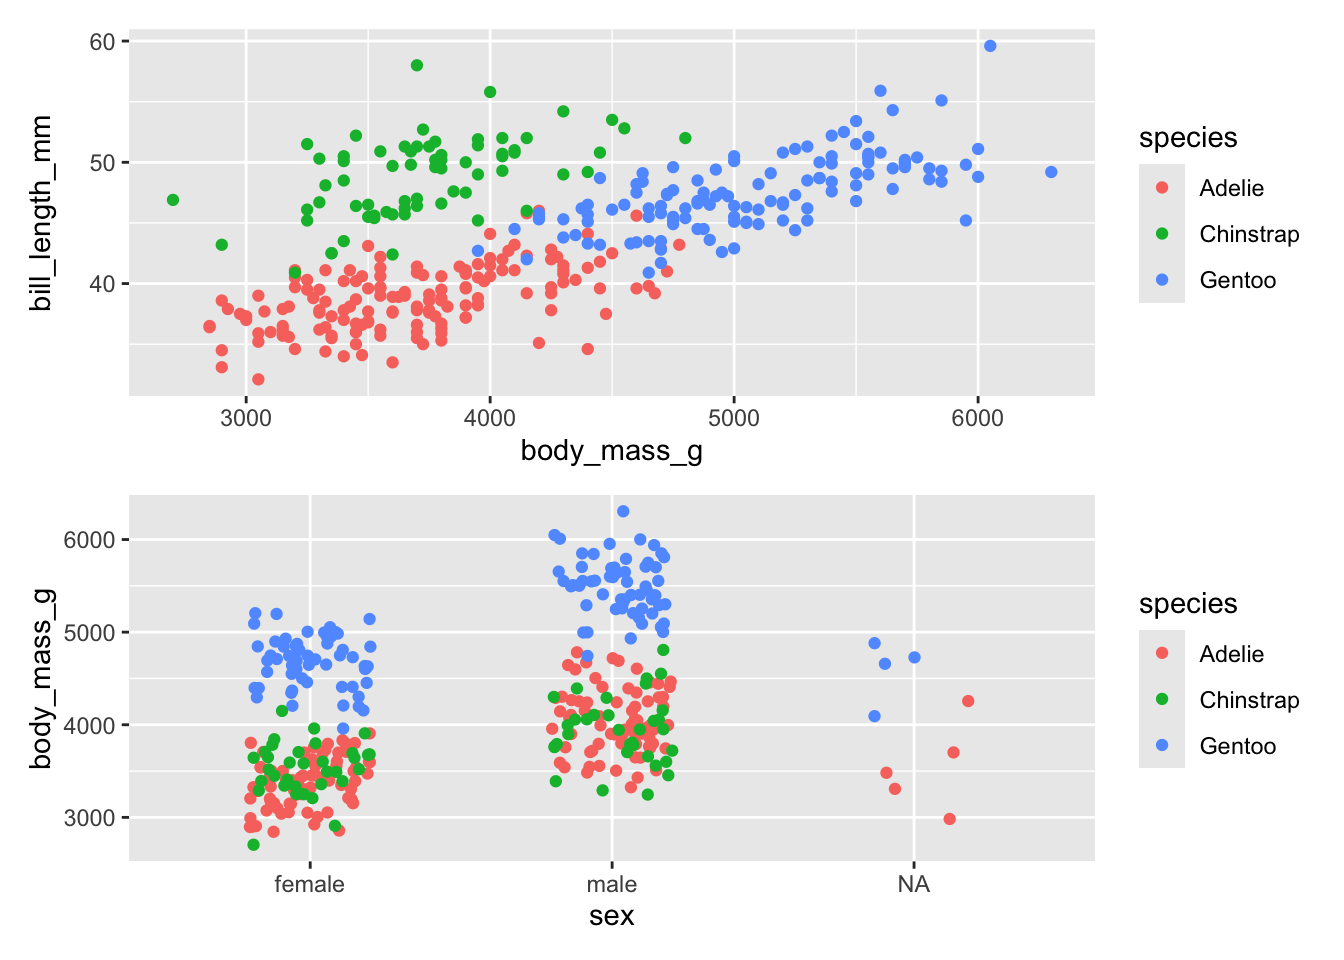 60
50
40
bill_length_mm
3000 4000 5000 6000
body_mass_g
species
Adelie
Chinstrap
Gentoo
6000
5000
4000
3000
body_mass_g
female male NA
sex
species
Adelie
Chinstrap
Gentoo